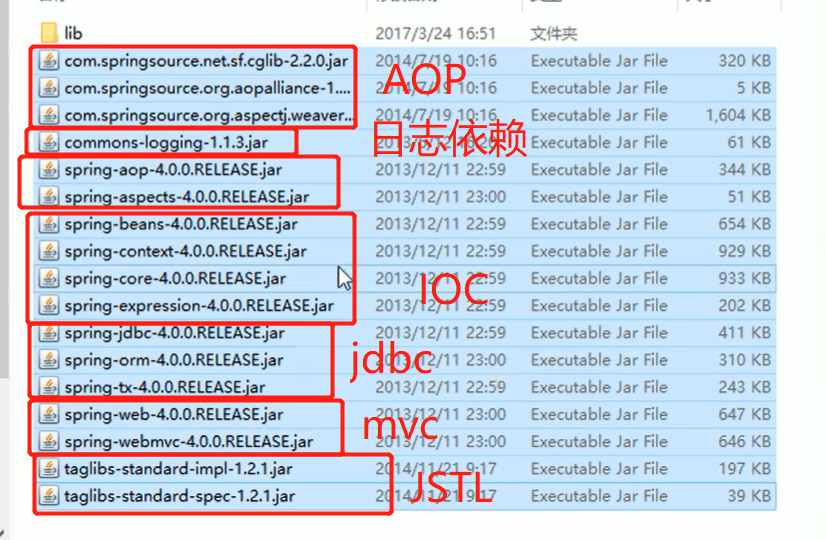 lib 2017/3/24 16:51 文件夹
com.springsource.net.sf.cglib-2.2.0.jar 2014/7/19 10:16 Executable Jar File 320 KB
AOP
com.springsource.org.aopalliance-1.... 2014/7/19 10:16 Executable Jar File 5 KB
com.springsource.org.aspectj.weaver... 2014/7/19 10:16 Executable Jar File 1,604 KB
日志依赖
commons-logging-1.1.3.jar Executable Jar File 61 KB
spring-aop-4.0.0.RELEASE.jar 2013/12/11 22:59 Executable Jar File 344 KB
spring-aspects-4.0.0.RELEASE.jar 2013/12/11 23:00 Executable Jar File 51 KB
spring-beans-4.0.0.RELEASE.jar 2013/12/11 22:59 Executable Jar File 654 KB
spring-context-4.0.0.RELEASE.jar 2013/12/11 22:59 Executable Jar File 929 KB
spring-core-4.0.0.RELEASE.jar 2013/12/11 22:59 Executable Jar File 933 KB
IOC
spring-expression-4.0.0.RELEASE.jar 2013/12/11 22:59 Executable Jar File 202 KB
spring-jdbc-4.0.0.RELEASE.jar 2013/12/11 22:59 Executable Jar File 411 KB
jdbc
spring-orm-4.0.0.RELEASE.jar 2013/12/11 23:00 Executable Jar File 310 KB
spring-tx-4.0.0.RELEASE.jar 2013/12/11 22:59 Executable Jar File 243 KB
spring-web-4.0.0.RELEASE.jar 2013/12/11 23:00 Executable Jar File 647 KB
mvc
spring-webmvc-4.0.0.RELEASE.jar 2013/12/11 23:00 Executable Jar File 646 KB
taglibs-standard-impl-1.2.1.jar 2014/11/21 9:17 Executable Jar File 197 KB
JSTL
taglibs-standard-spec-1.2.1.jar 2014/11/21 9:17 Executable Jar File 39 KB